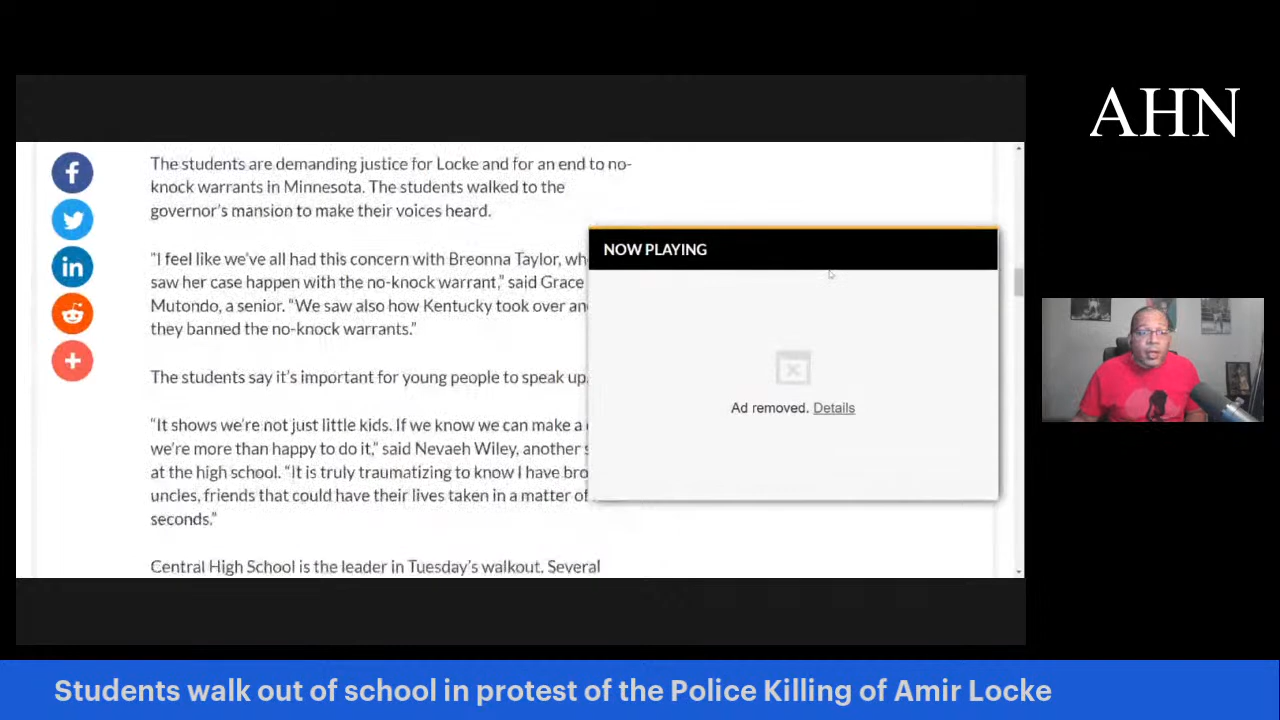 AHN
The students are demanding justice for Locke and for an end to no-
knock warrants in Minnesota. The students walked to the
governor's mansion to make their voices heard.
"I feel like we've all had this concern with Breonna Taylor,
saw her case happen with the no-knock warrant," said Grace
Mutondo, a senior. "We saw also how Kentucky took over
they banned the no-knock warrants."
The students say it's important for young people to speak up.
"It shows we're not just little kids. If we know we can make a
we're more than happy to do it," said Nevaeh Wiley, another
at the high school. "It is truly traumatizing to know I have
uncles, friends that could have their lives taken in a matter of
seconds."
Central High School is the leader in Tuesday's walkout. Several
NOW PLAYING
Ad removed. Details
Students walk out of school in protest of the Police Killing of Amir Locke